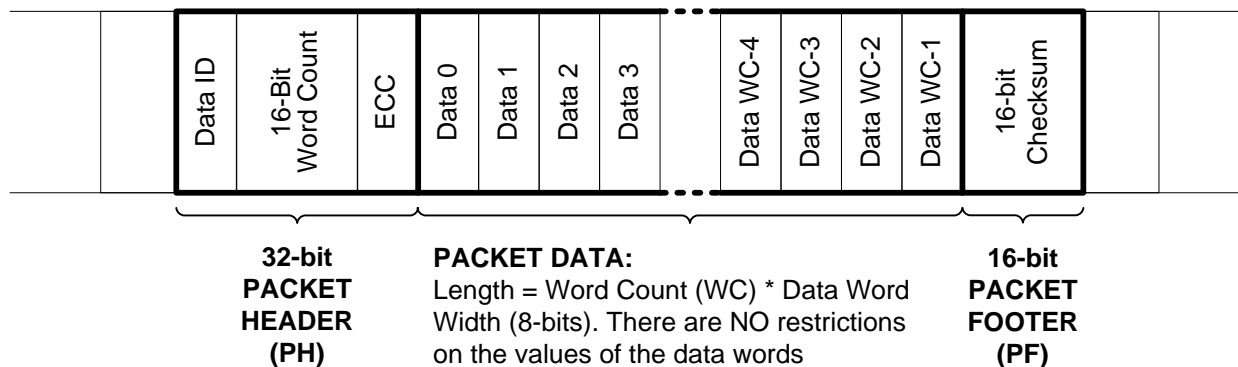 Data ID
16-Bit
Word Count
ECC
Data 0
Data 1
Data 2
Data 3
Data WC-4
Data WC-3
Data WC-2
Data WC-1
16-bit
Checksum
32-bit
PACKET
HEADER
(PH)
PACKET DATA:
Length = Word Count (WC) * Data Word
Width (8-bits). There are NO restrictions
on the values of the data words
16-bit
PACKET
FOOTER
(PF)